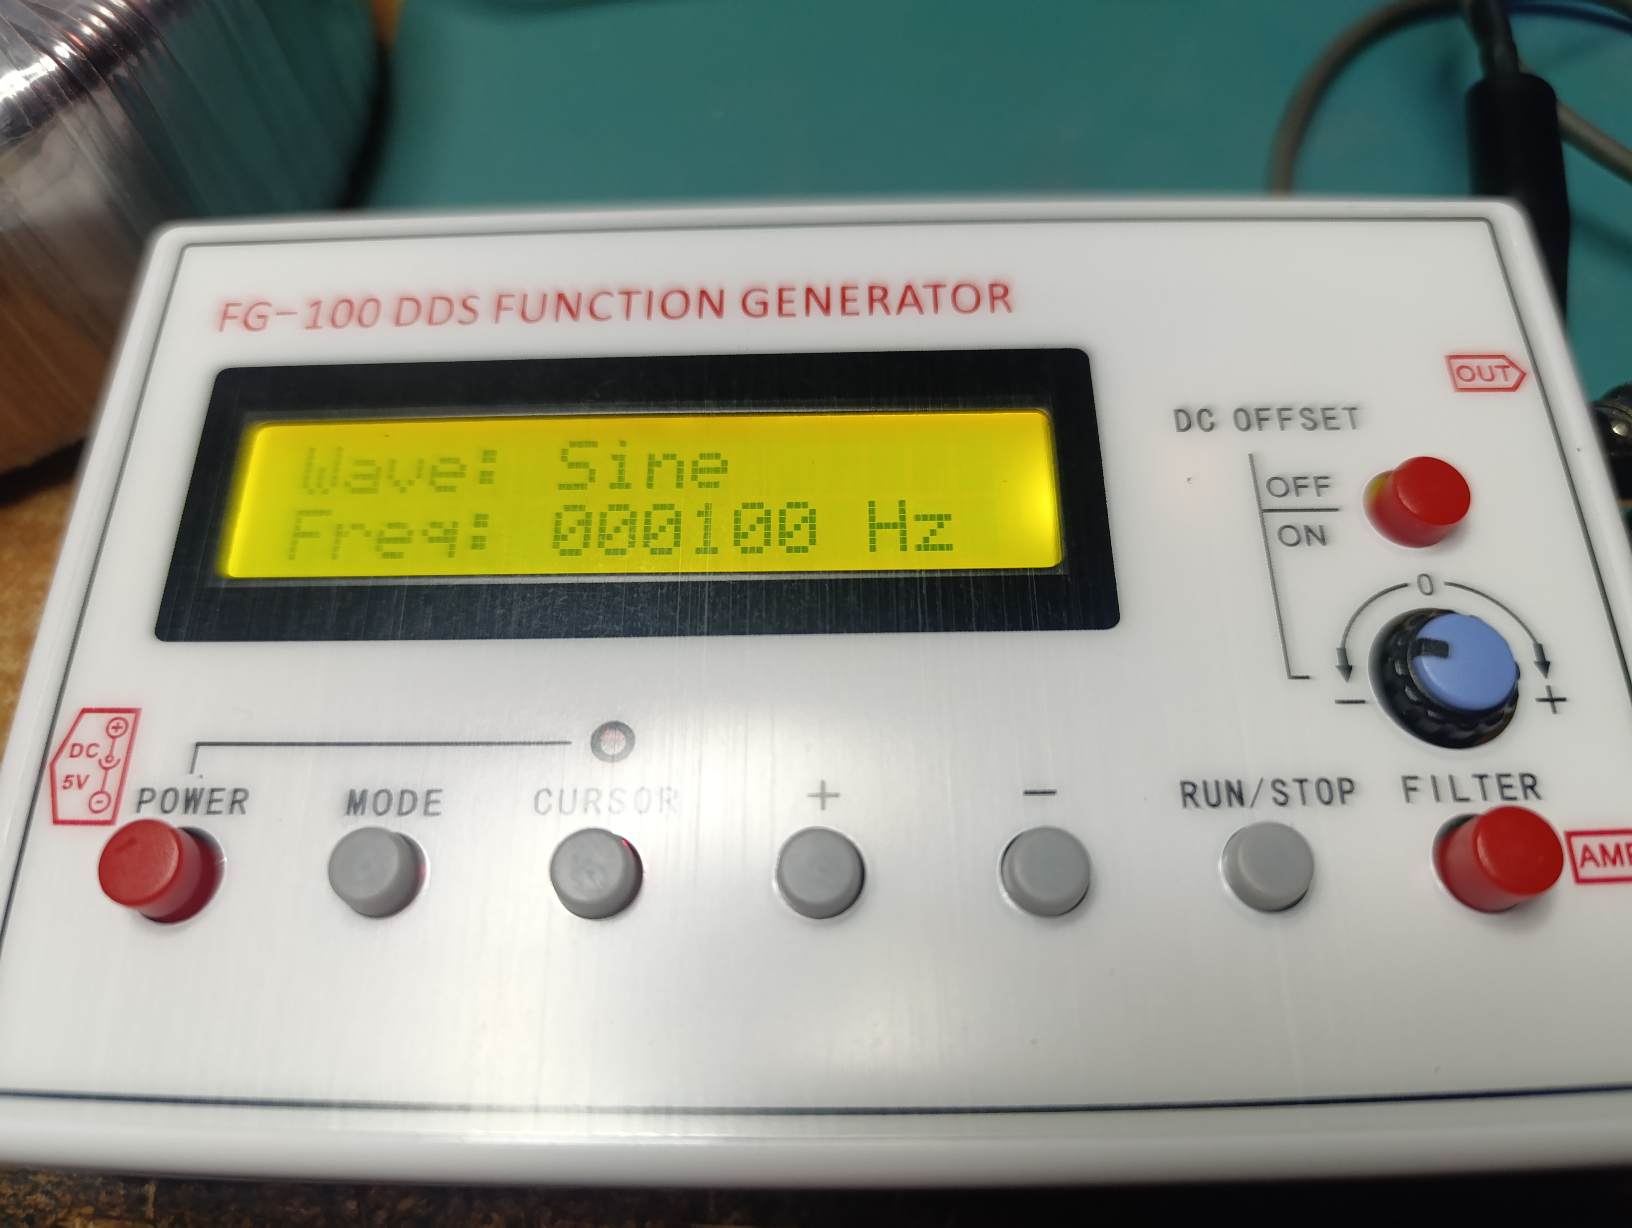 FG-100 DDS FUNCTION GENERATOR
OUT
Wave: Sine
Freq: 000100 Hz
DC OFFSET
OFF
ON
0
- +
DC
5V
+
-
POWER
MODE
CURSOR
+
-
RUN/STOP
FILTER